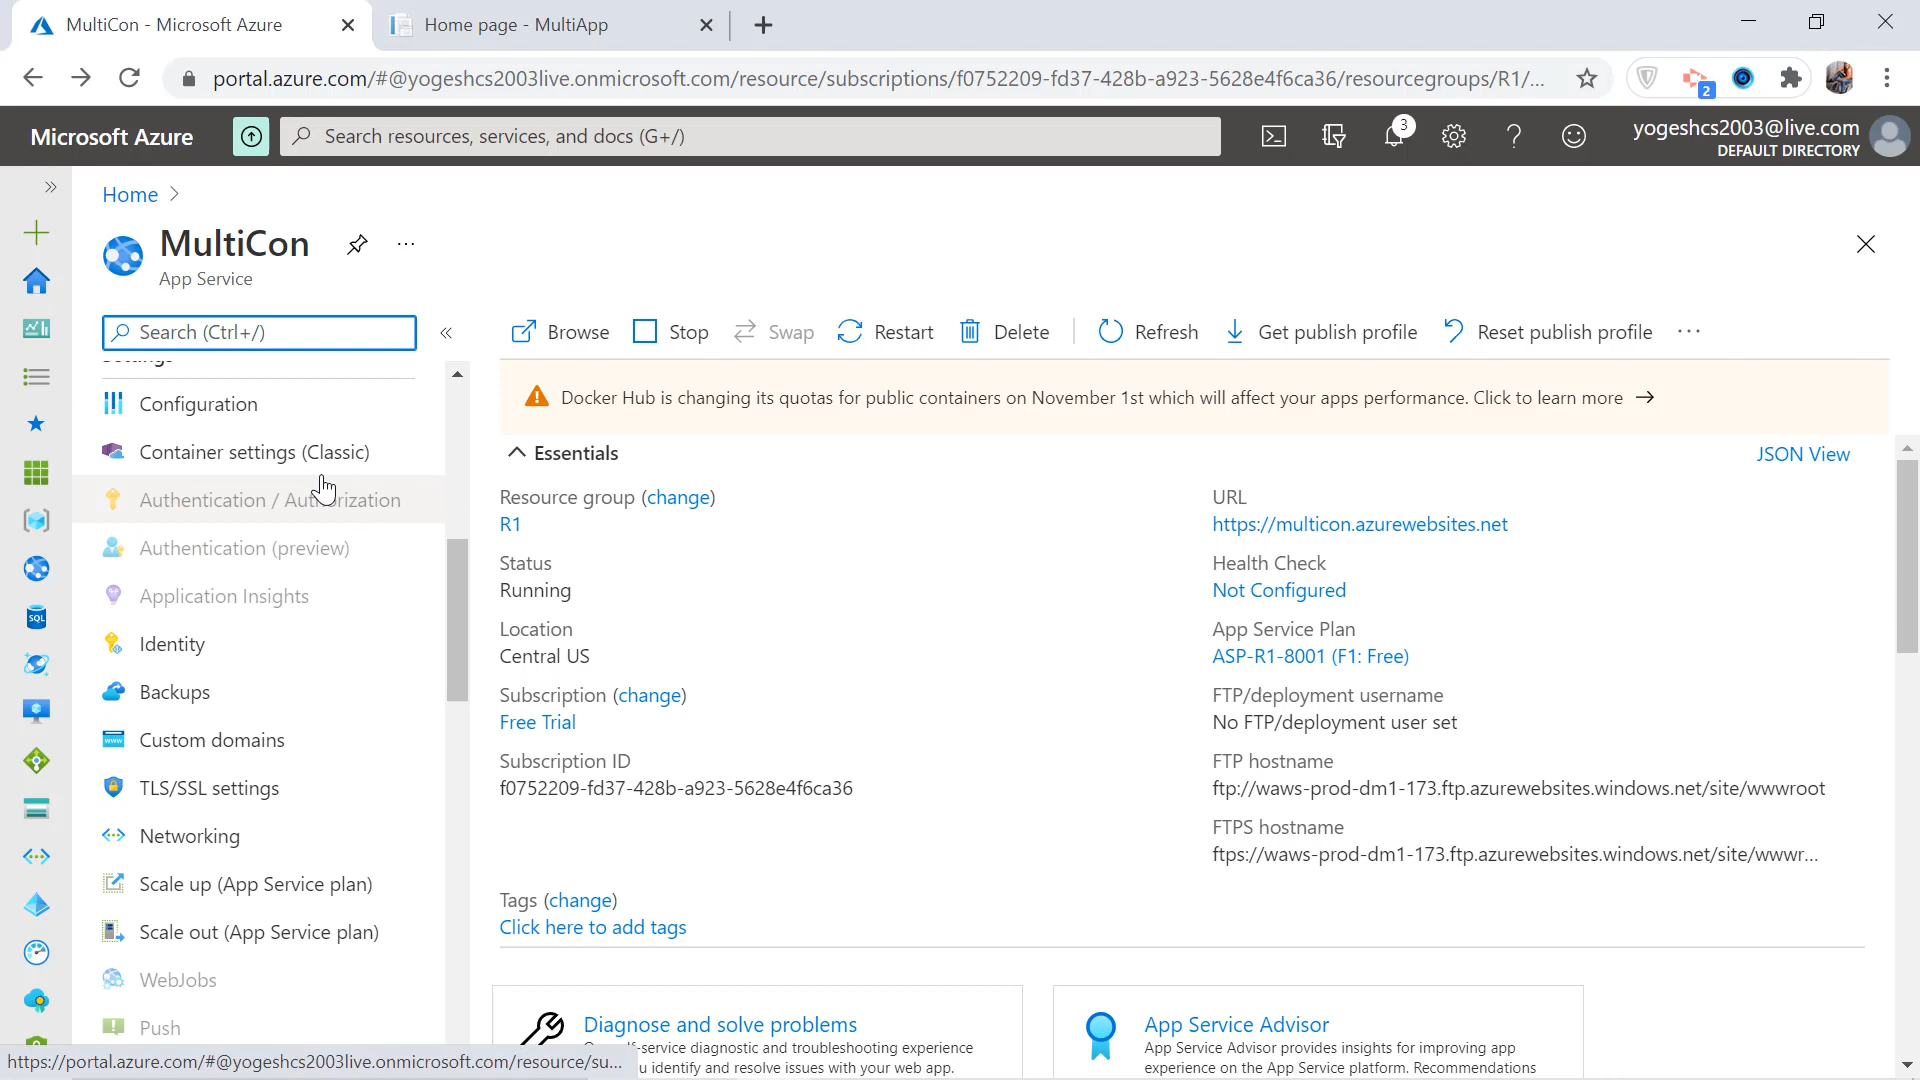 MultiCon - Microsoft Azure
Home page - MultiApp
portal.azure.com/#@yogeshcs2003live.onmicrosoft.com/resource/subscriptions/f0752209-fd37-428b-a923-5628e4f6ca36/resourcegroups/R1/...
2
Microsoft Azure
Search resources, services, and docs (G+/)
3
yogeshcs2003@live.com
DEFAULT DIRECTORY
Home
MultiCon
App Service
Search (Ctrl+/)
Browse
Stop
Swap
Restart
Delete
Refresh
Get publish profile
Reset publish profile
Settings
Configuration
Container settings (Classic)
Authentication / Authorization
Authentication (preview)
Application Insights
Identity
Backups
Custom domains
TLS/SSL settings
Networking
Scale up (App Service plan)
Scale out (App Service plan)
WebJobs
Push
SQL
www
Docker Hub is changing its quotas for public containers on November 1st which will affect your apps performance. Click to learn more
Essentials
JSON View
Resource group (change)
R1
Status
Running
Location
Central US
Subscription (change)
Free Trial
Subscription ID
f0752209-fd37-428b-a923-5628e4f6ca36
URL
https://multicon.azurewebsites.net
Health Check
Not Configured
App Service Plan
ASP-R1-8001 (F1: Free)
FTP/deployment username
No FTP/deployment user set
FTP hostname
ftp://waws-prod-dm1-173.ftp.azurewebsites.windows.net/site/wwwroot
FTPS hostname
ftps://waws-prod-dm1-173.ftp.azurewebsites.windows.net/site/wwwr...
Tags (change)
Click here to add tags
Diagnose and solve problems
f-service diagnostic and troubleshooting experience
u identify and resolve issues with your web app.
App Service Advisor
App Service Advisor provides insights for improving app
experience on the App Service platform. Recommendations
https://portal.azure.com/#@yogeshcs2003live.onmicrosoft.com/resource/su...